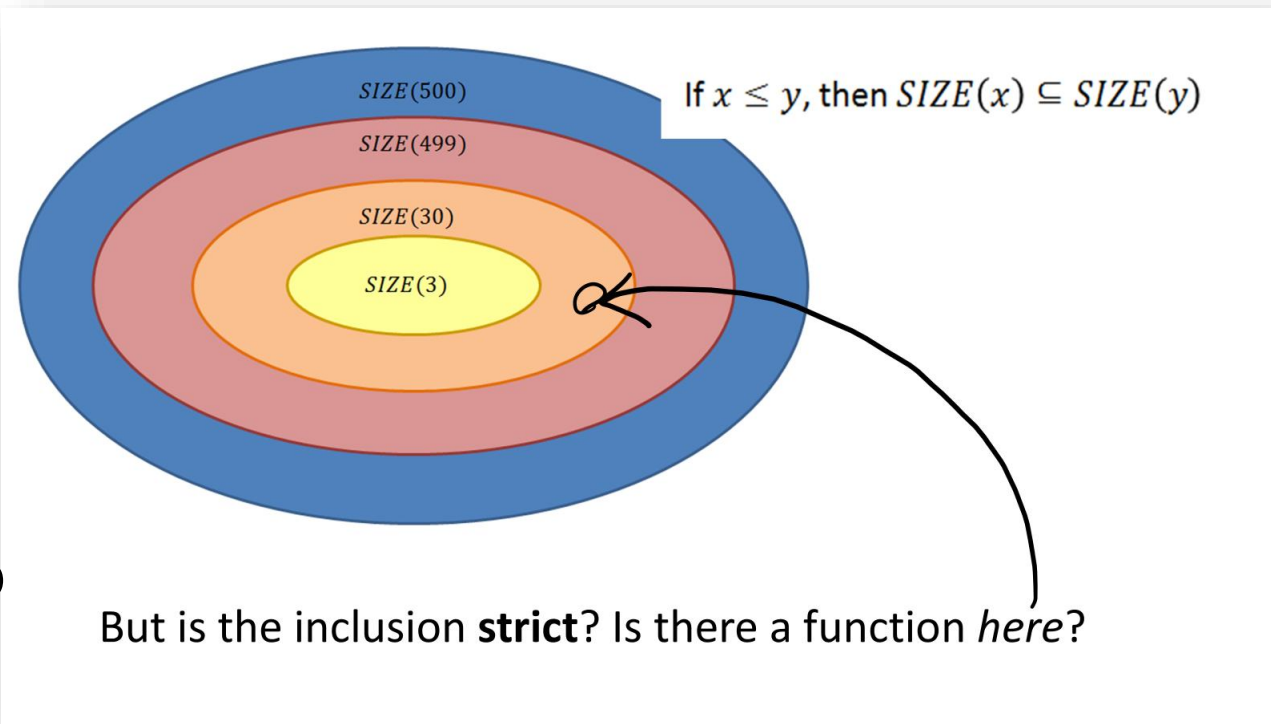 SIZE(500)
If x ≤ y, then SIZE(x) ⊆ SIZE(y)
SIZE(499)
SIZE(30)
SIZE(3)
But is the inclusion strict? Is there a function here?